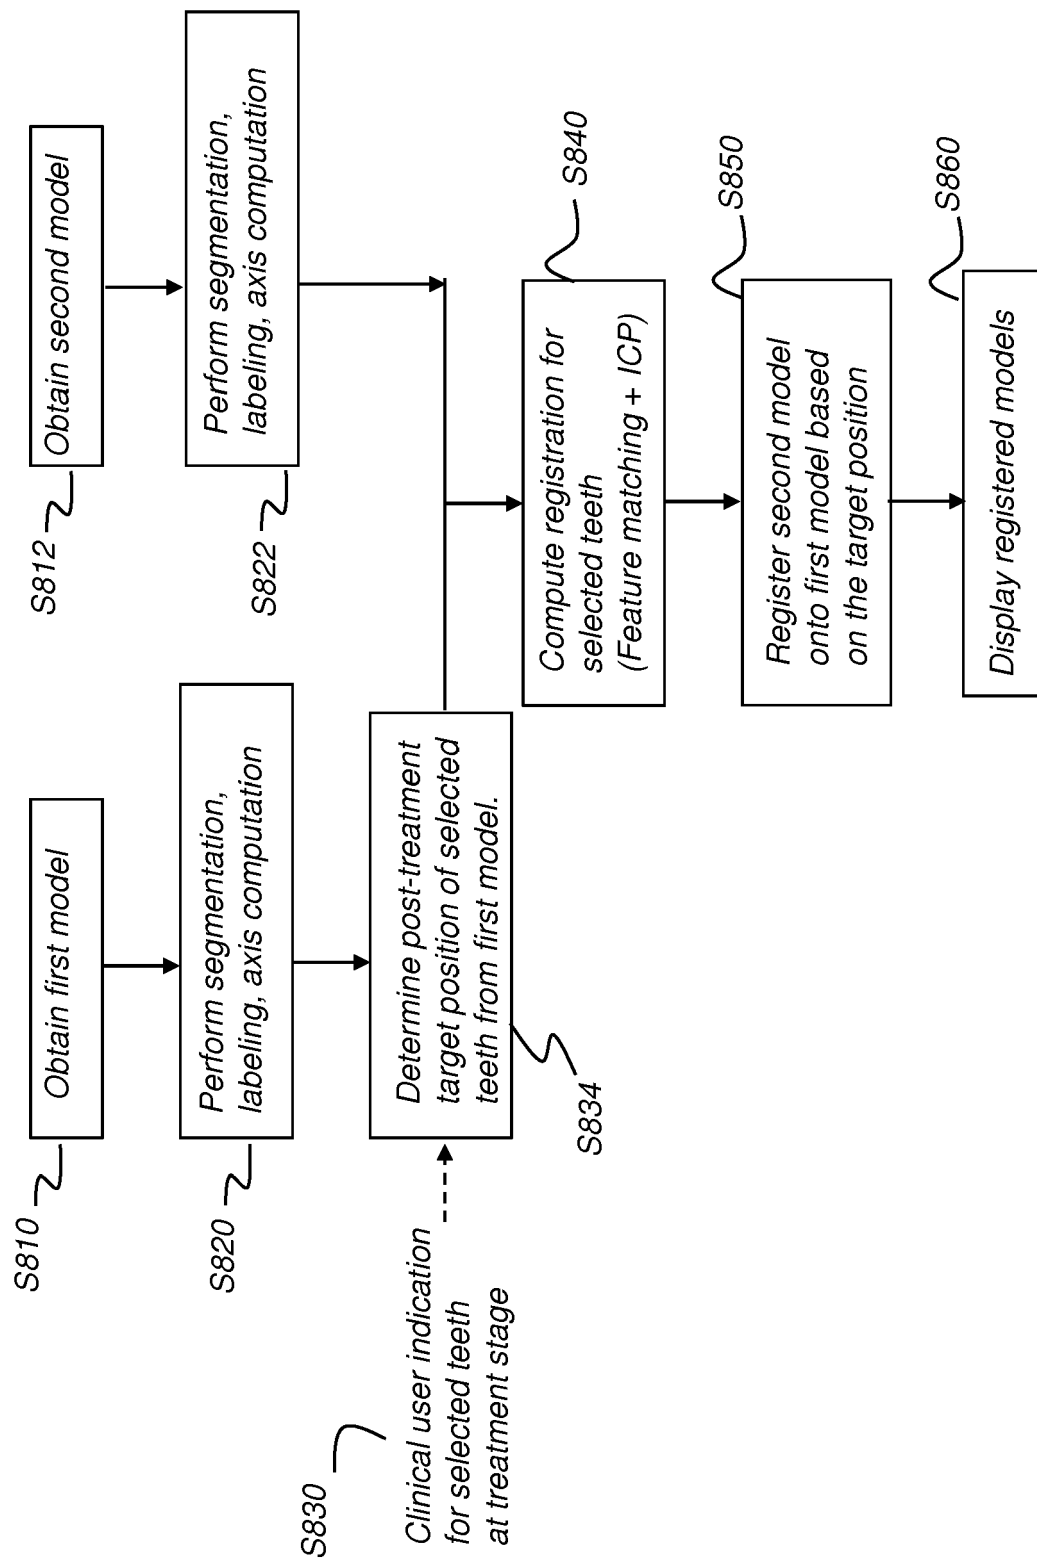 S810
Obtain first model
S812
Obtain second model
S820
Perform segmentation,
labeling, axis computation
S822
Perform segmentation,
labeling, axis computation
S830
Clinical user indication
for selected teeth
at treatment stage
Determine post-treatment
target position of selected
teeth from first model.
S834
Compute registration for
selected teeth
(Feature matching + ICP)
S840
Register second model
onto first model based
on the target position
S850
Display registered models
S860